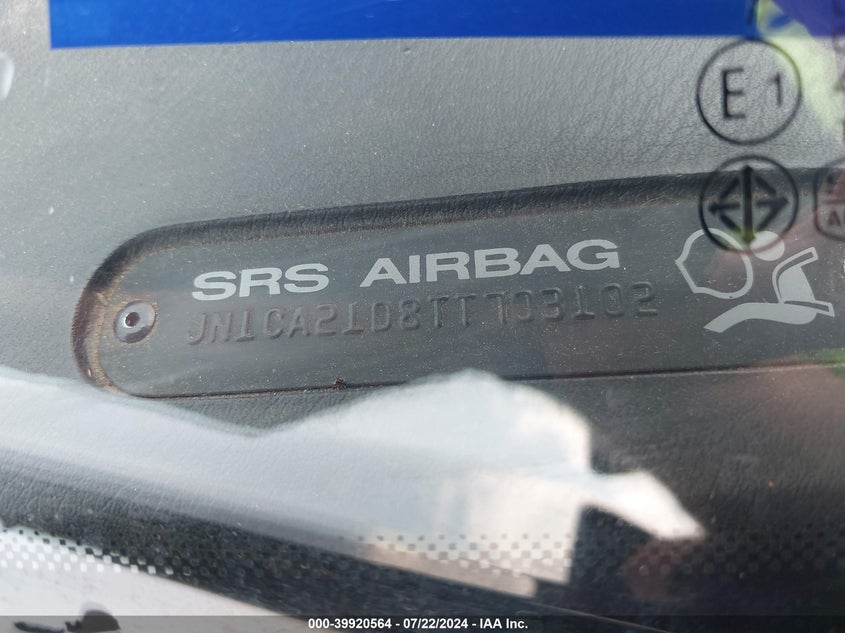 E1
SRS AIRBAG
JN1CA21D8TT703102
000-39920564 / 07/22/2024 - IAA Inc.